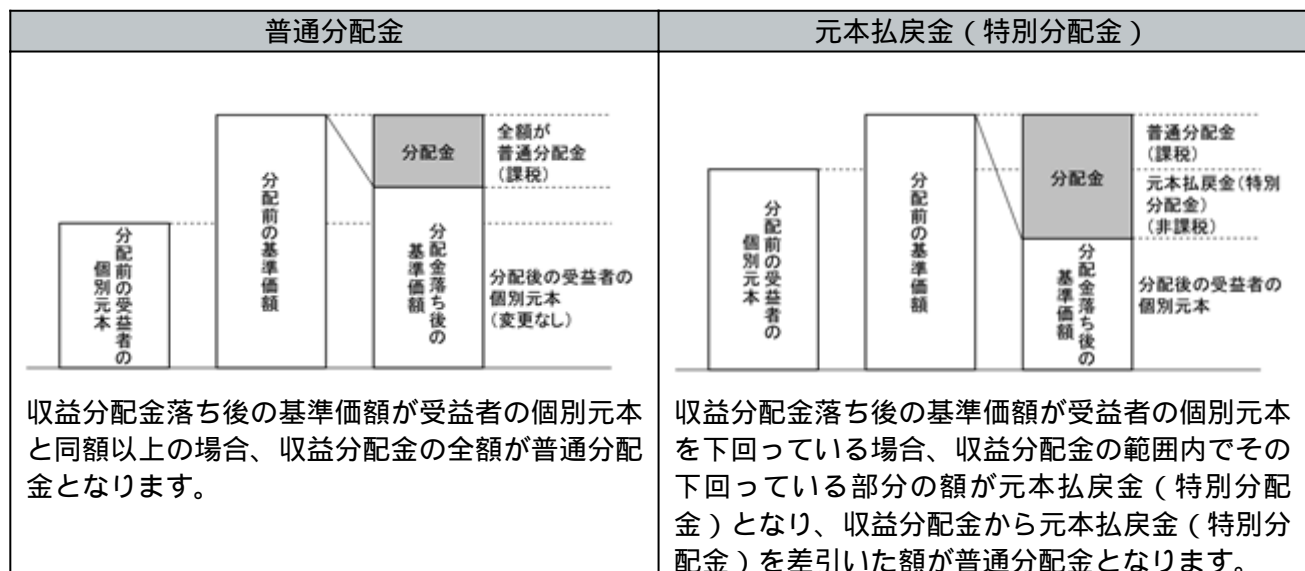 普通分配金
分配前の受益者の
個別元本
分配前の基準価額
分配金
分配金落ち後の
基準価額
全額が
普通分配金
(課税)
分配後の受益者の
個別元本
(変更なし)
収益分配金落ち後の基準価額が受益者の個別元本
と同額以上の場合、収益分配金の全額が普通分配
金となります。
元本払戻金(特別分配金)
分配前の受益者の
個別元本
分配前の基準価額
分配金
分配金落ち後の
基準価額
普通分配金
(課税)
元本払戻金(特別
分配金)
(非課税)
分配後の受益者の
個別元本
収益分配金落ち後の基準価額が受益者の個別元本
を下回っている場合、収益分配金の範囲内でその
下回っている部分の額が元本払戻金(特別分配
金)となり、収益分配金から元本払戻金(特別分
配金)を差引いた額が普通分配金となります。